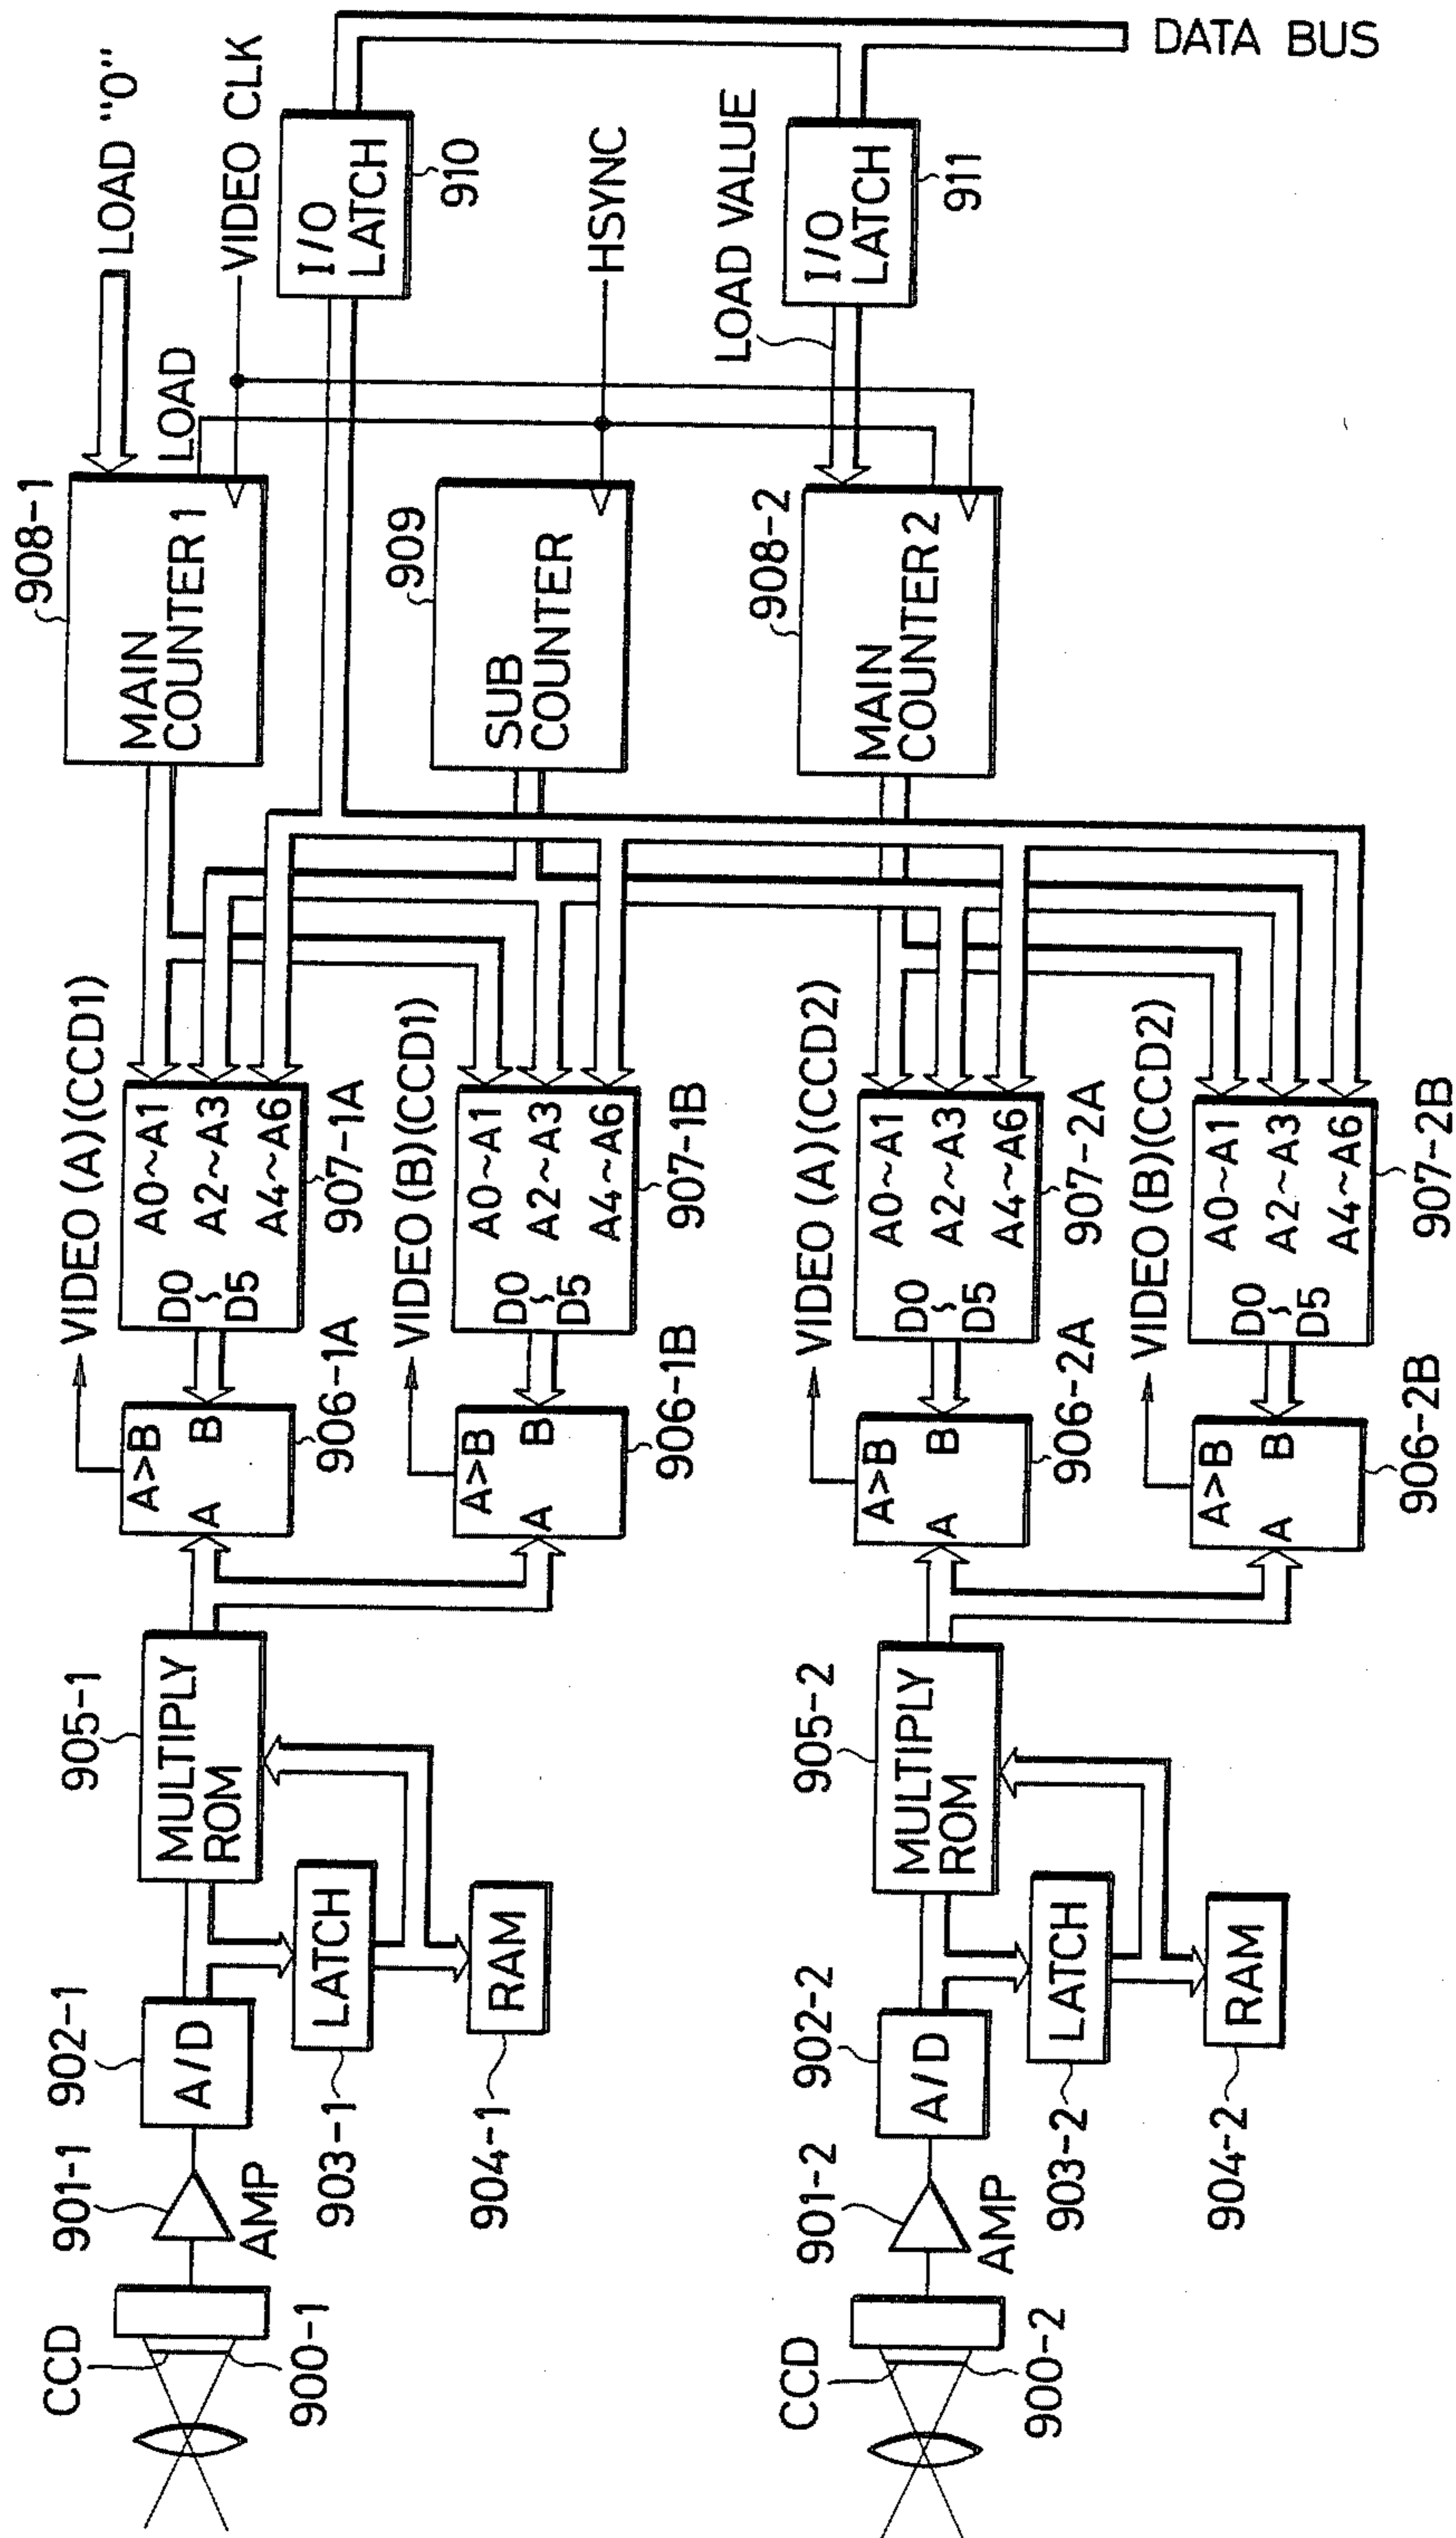 CCD
900-1
901-1
AMP
902-1
A/D
903-1
LATCH
904-1
RAM
905-1
MULTIPLY
ROM
A>B
A
B
906-1A
VIDEO (A)(CCD1)
D0
~
D5
A0~A1
A2~A3
A4~A6
907-1A
A>B
A
B
906-1B
VIDEO (B)(CCD1)
D0
~
D5
A0~A1
A2~A3
A4~A6
907-1B
908-1
MAIN
COUNTER 1
LOAD
LOAD "0"
VIDEO CLK
909
SUB
COUNTER
HSYNC
I/O
LATCH
910
CCD
900-2
901-2
AMP
902-2
A/D
903-2
LATCH
904-2
RAM
905-2
MULTIPLY
ROM
A>B
A
B
906-2A
VIDEO (A)(CCD2)
D0
~
D5
A0~A1
A2~A3
A4~A6
907-2A
A>B
A
B
906-2B
VIDEO (B)(CCD2)
D0
~
D5
A0~A1
A2~A3
A4~A6
907-2B
908-2
MAIN
COUNTER 2
LOAD VALUE
I/O
LATCH
911
DATA BUS